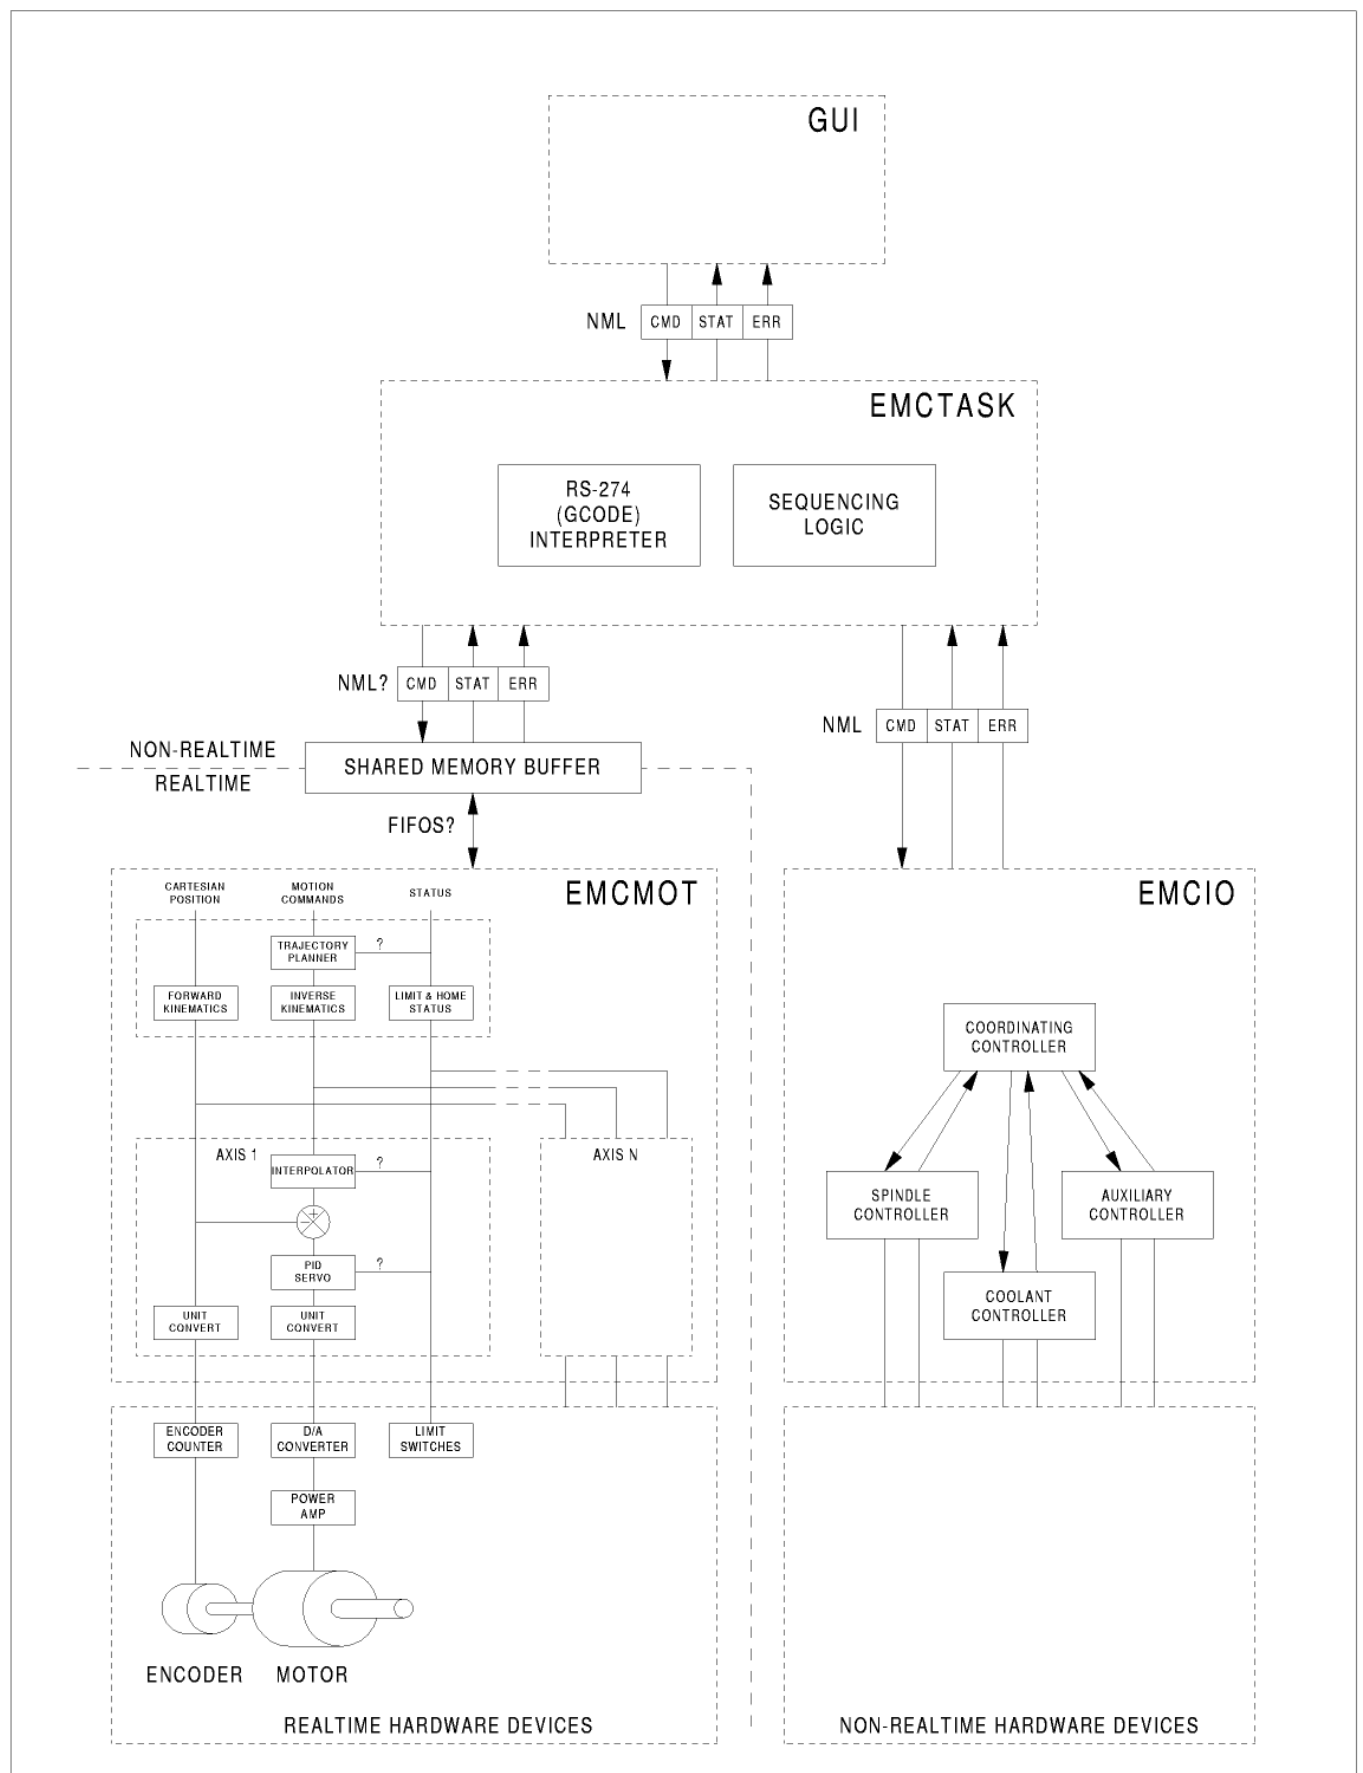 GUI
NML CMD STAT ERR
EMCTASK
RS-274
(GCODE)
INTERPRETER
SEQUENCING
LOGIC
NML? CMD STAT ERR
NML CMD STAT ERR
NON-REALTIME
REALTIME
SHARED MEMORY BUFFER
FIFOS?
EMCMOT
CARTESIAN
POSITION
MOTION
COMMANDS
STATUS
TRAJECTORY
PLANNER
?
FORWARD
KINEMATICS
INVERSE
KINEMATICS
LIMIT & HOME
STATUS
AXIS 1
INTERPOLATOR
?
+
−
PID
SERVO
?
UNIT
CONVERT
UNIT
CONVERT
AXIS N
EMCIO
COORDINATING
CONTROLLER
SPINDLE
CONTROLLER
AUXILIARY
CONTROLLER
COOLANT
CONTROLLER
ENCODER
COUNTER
D/A
CONVERTER
LIMIT
SWITCHES
POWER
AMP
ENCODER
MOTOR
REALTIME HARDWARE DEVICES
NON-REALTIME HARDWARE DEVICES